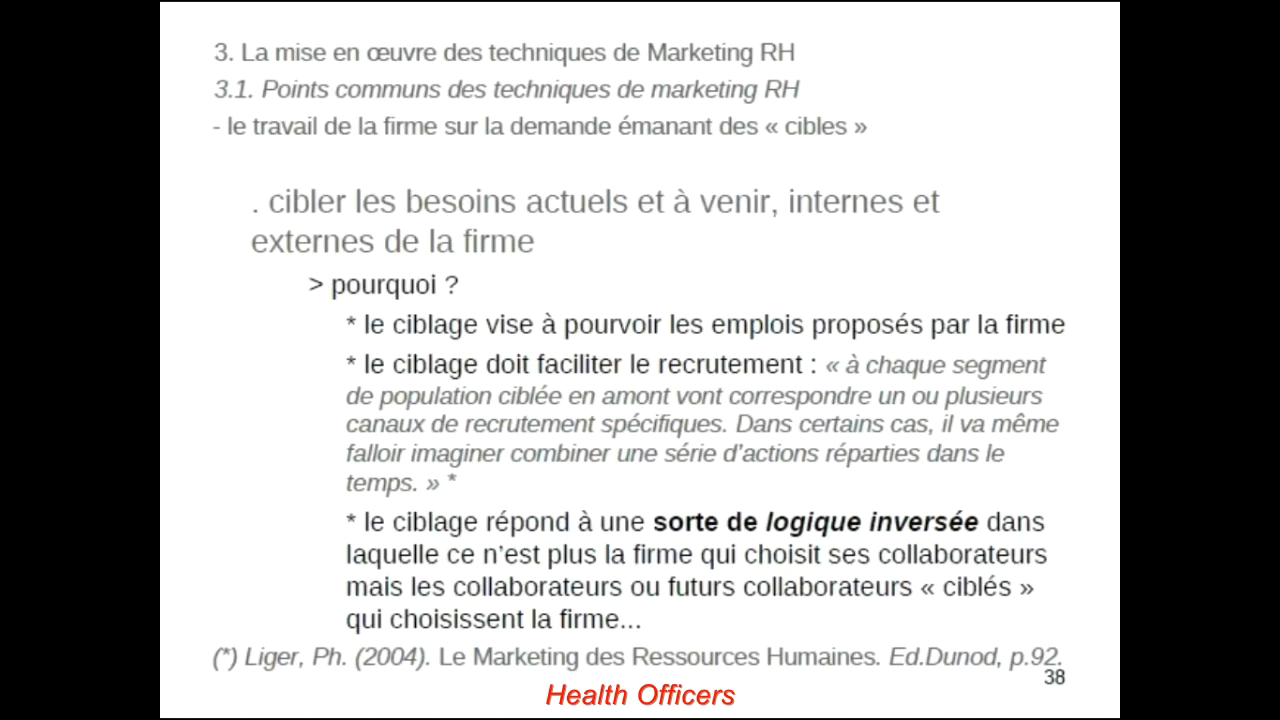 3. La mise en œuvre des techniques de Marketing RH
3.1. Points communs des techniques de marketing RH
- le travail de la firme sur la demande émanant des « cibles »
. cibler les besoins actuels et à venir, internes et
externes de la firme
> pourquoi ?
* le ciblage vise à pourvoir les emplois proposés par la firme
* le ciblage doit faciliter le recrutement : « à chaque segment
de population ciblée en amont vont correspondre un ou plusieurs
canaux de recrutement spécifiques. Dans certains cas, il va même
falloir imaginer combiner une série d'actions réparties dans le
temps. » *
* le ciblage répond à une sorte de logique inversée dans
laquelle ce n'est plus la firme qui choisit ses collaborateurs
mais les collaborateurs ou futurs collaborateurs « ciblés »
qui choisissent la firme...
(*) Liger, Ph. (2004). Le Marketing des Ressources Humaines. Ed.Dunod, p.92.
38
Health Officers